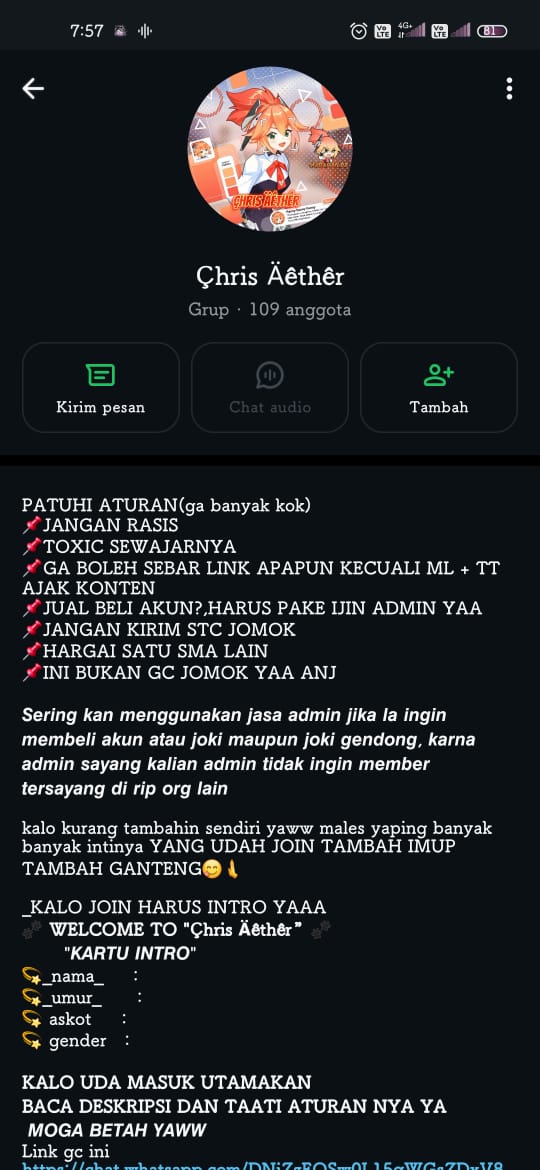 7:57
Vo LTE 4G+ Vo LTE 81
ÇHRIS ÄÊTHÊR
Çhris Äêthêr
Grup · 109 anggota
Kirim pesan
Chat audio
Tambah
PATUHI ATURAN(ga banyak kok)
📌JANGAN RASIS
📌TOXIC SEWAJARNYA
📌GA BOLEH SEBAR LINK APAPUN KECUALI ML + TT
AJAK KONTEN
📌JUAL BELI AKUN?,HARUS PAKE IJIN ADMIN YAA
📌JANGAN KIRIM STC JOMOK
📌HARGAI SATU SMA LAIN
📌INI BUKAN GC JOMOK YAA ANJ
Sering kan menggunakan jasa admin jika la ingin
membeli akun atau joki maupun joki gendong, karna
admin sayang kalian admin tidak ingin member
tersayang di rip org lain
kalo kurang tambahin sendiri yaww males yaping banyak
banyak intinya YANG UDAH JOIN TAMBAH IMUP
TAMBAH GANTENG😋🫰
_KALO JOIN HARUS INTRO YAAA
WELCOME TO "Çhris Äêthêr”
"KARTU INTRO"
💫_nama_ :
💫_umur_ :
💫 askot :
💫 gender :
KALO UDA MASUK UTAMAKAN
BACA DESKRIPSI DAN TAATI ATURAN NYA YA
MOGA BETAH YAWW
Link gc ini